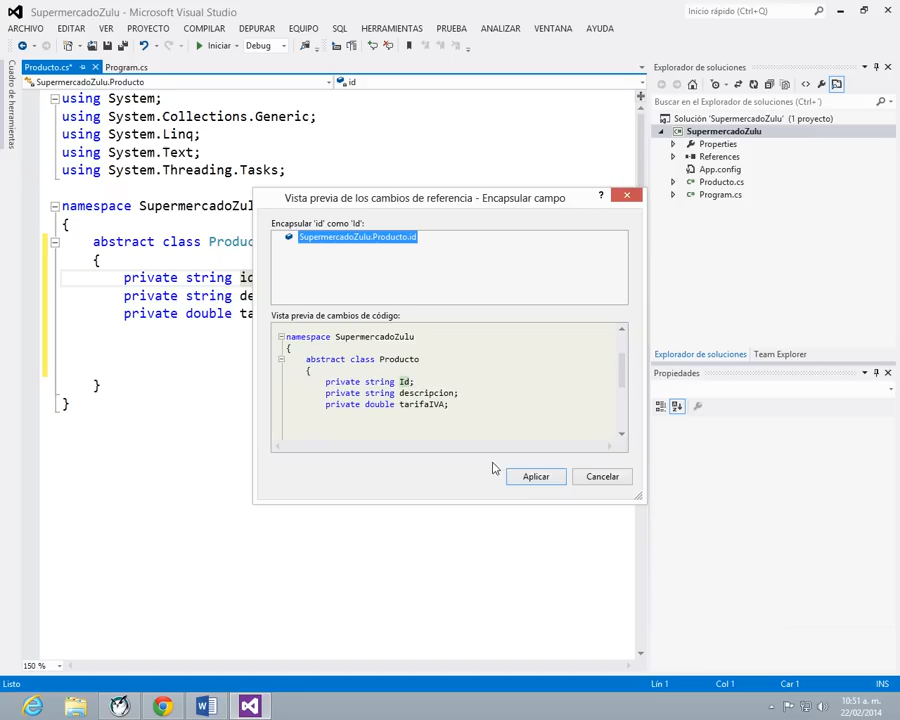 SupermercadoZulu - Microsoft Visual Studio
Inicio rápido (Ctrl+Q)
ARCHIVO EDITAR VER PROYECTO COMPILAR DEPURAR EQUIPO SQL HERRAMIENTAS PRUEBA ANALIZAR VENTANA AYUDA
Iniciar Debug
Cuadro de herramientas
Producto.cs* Program.cs
SupermercadoZulu.Producto id
using System;
using System.Collections.Generic;
using System.Linq;
using System.Text;
using System.Threading.Tasks;
namespace SupermercadoZul
{
abstract class Produc
{
private string id
private string de
private double ta
}
}
150 %
Vista previa de los cambios de referencia - Encapsular campo
Encapsular 'id' como 'Id':
SupermercadoZulu.Producto.id
Vista previa de cambios de código:
namespace SupermercadoZulu
{
abstract class Producto
{
private string Id;
private string descripcion;
private double tarifaIVA;
Aplicar Cancelar
Explorador de soluciones
Buscar en el Explorador de soluciones (Ctrl+')
Solución 'SupermercadoZulu' (1 proyecto)
SupermercadoZulu
Properties
References
App.config
Producto.cs
Program.cs
Explorador de soluciones Team Explorer
Propiedades
Listo Lín 1 Col 1 Car 1 INS
10:51 a. m.
22/02/2014